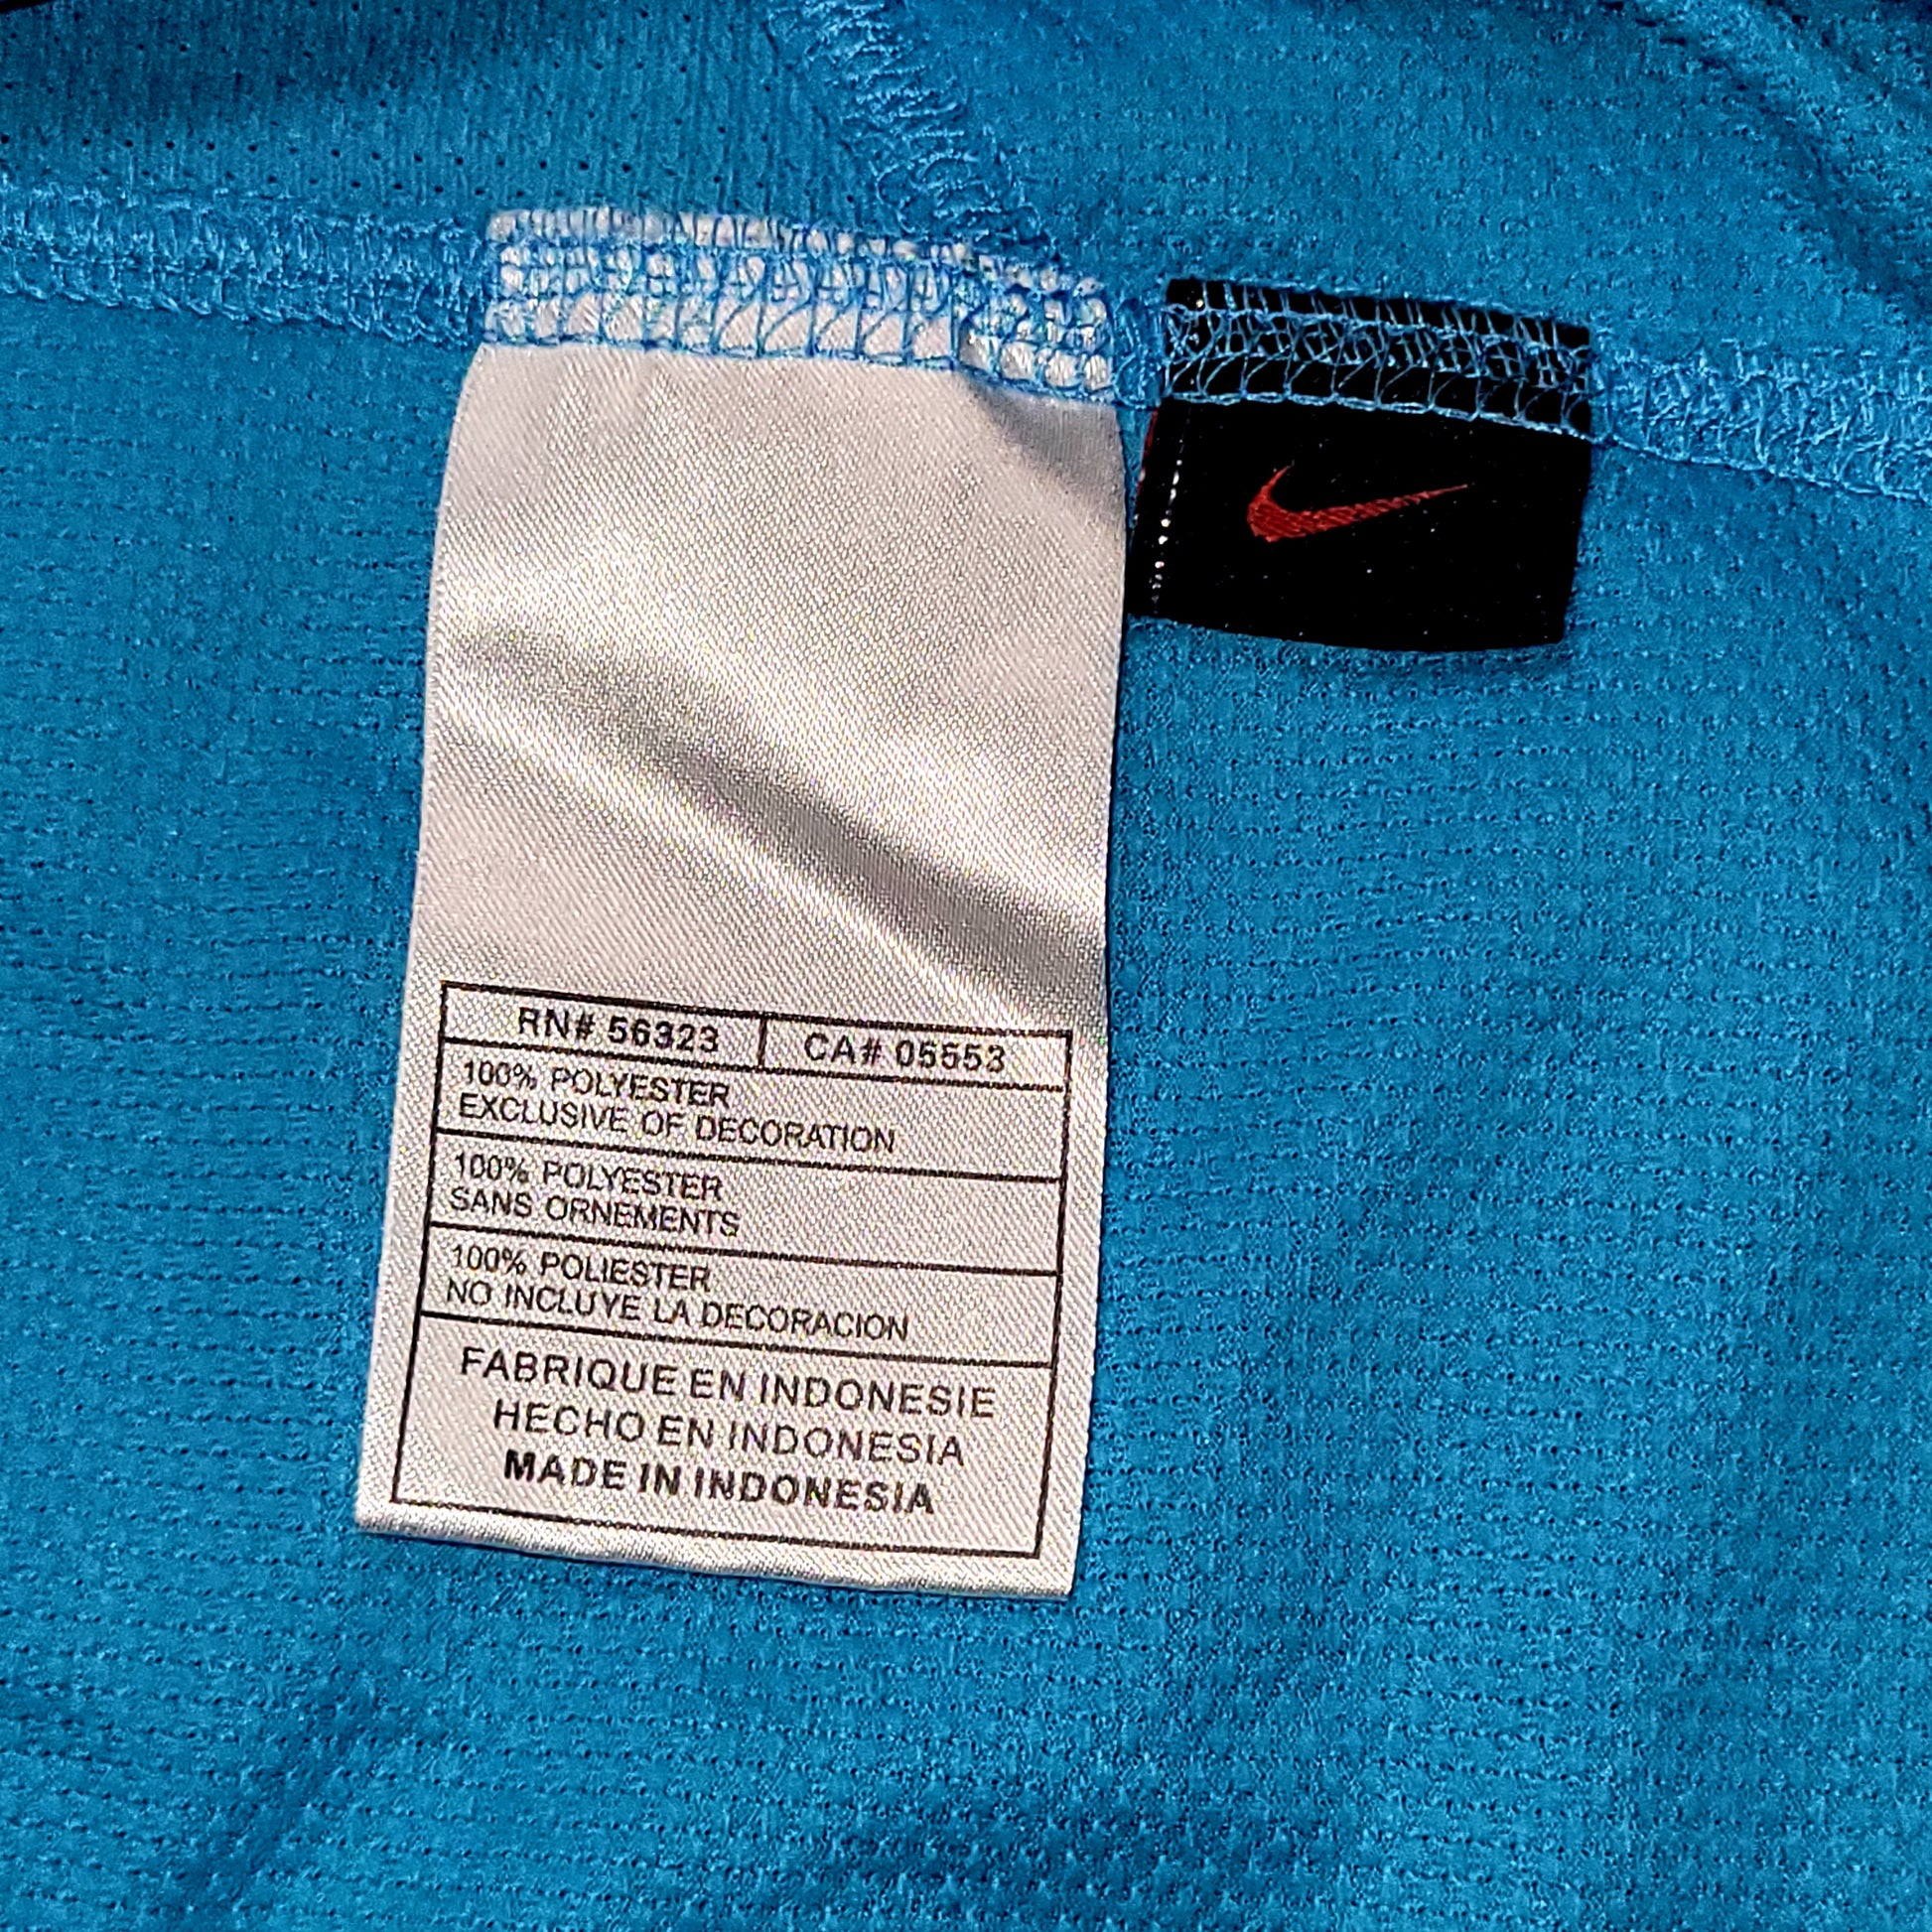 RN# 56323 CA# 05553
100% POLYESTER
EXCLUSIVE OF DECORATION
100% POLYESTER
SANS ORNEMENTS
100% POLIESTER
NO INCLUYE LA DECORACION
FABRIQUE EN INDONESIE
HECHO EN INDONESIA
MADE IN INDONESIA